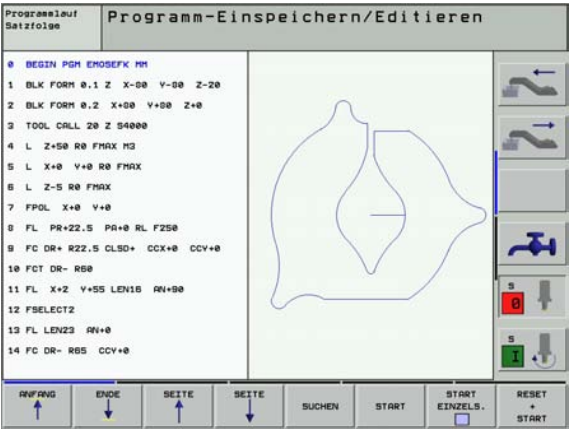 Programmlauf
Satzfolge
Programm-Einspeichern/Editieren
0 BEGIN PGM EMOSEFK MM
1 BLK FORM 0.1 Z X-80 Y-80 Z-20
2 BLK FORM 0.2 X+80 Y+80 Z+0
3 TOOL CALL 20 Z S4000
4 L Z+50 R0 FMAX M3
5 L X+0 Y+0 R0 FMAX
6 L Z-5 R0 FMAX
7 FPOL X+0 Y+0
8 FL PR+22.5 PA+0 RL F250
9 FC DR+ R22.5 CLSD+ CCX+0 CCY+0
10 FCT DR- R60
11 FL X+2 Y+55 LEN16 AN+90
12 FSELECT2
13 FL LEN23 AN+0
14 FC DR- R65 CCY+0
S
0
S
I
ANFANG
ENDE
SEITE
SEITE
SUCHEN
START
START
EINZELS.
RESET
+
START